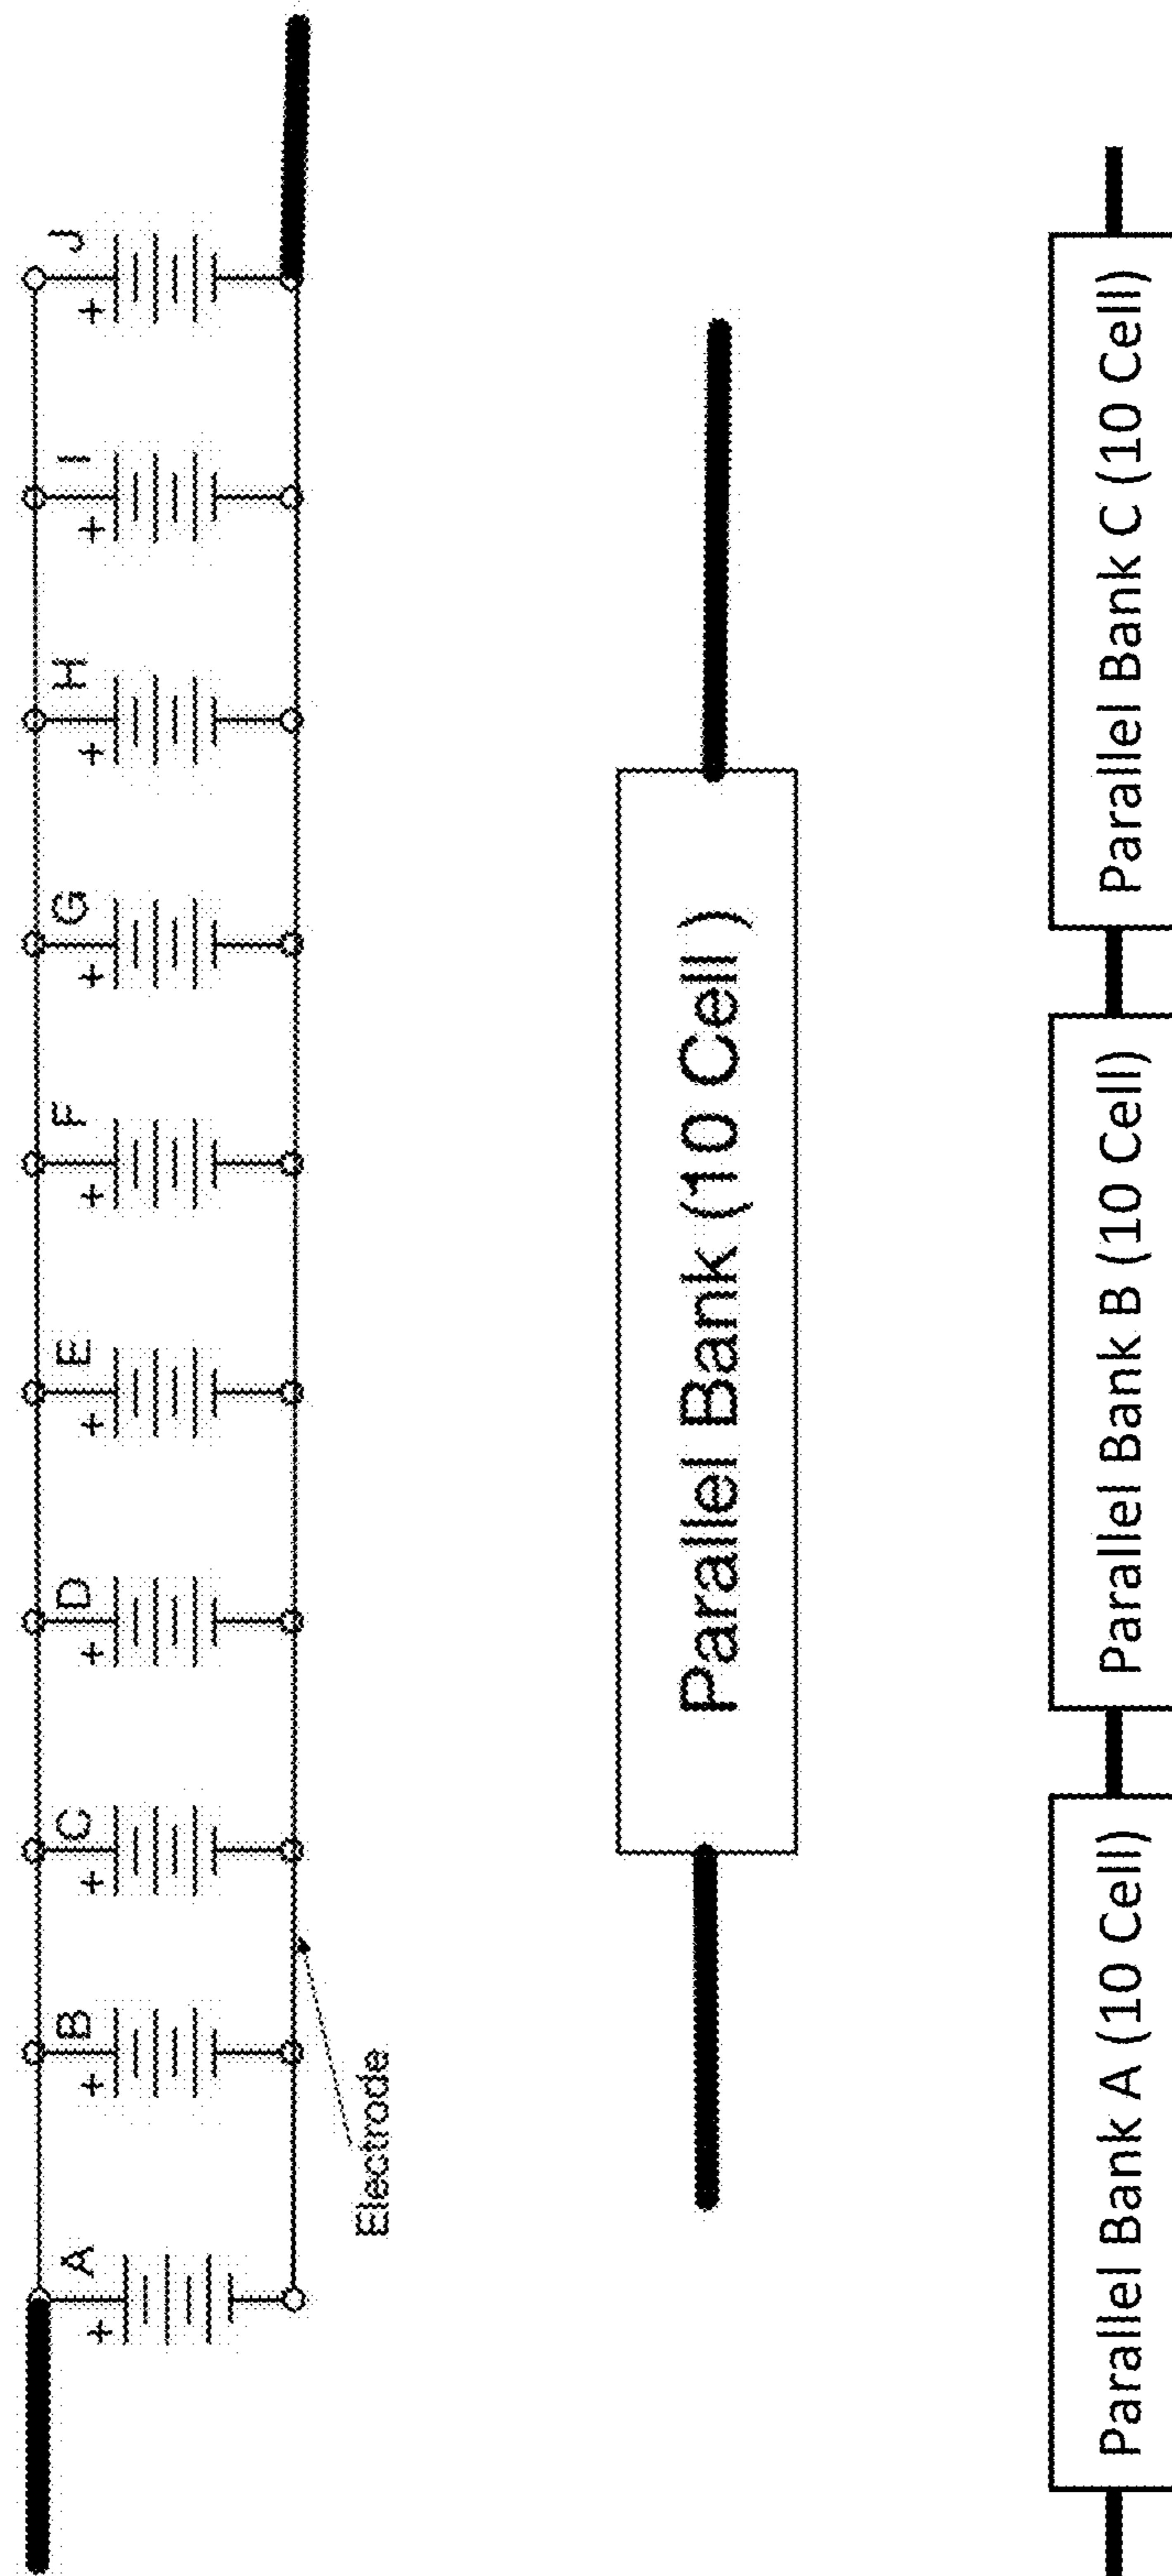 A B C D E F G H I J
+ + + + + + + + + +
Electrode
Parallel Bank (10 Cell)
Parallel Bank A (10 Cell) Parallel Bank B (10 Cell) Parallel Bank C (10 Cell)